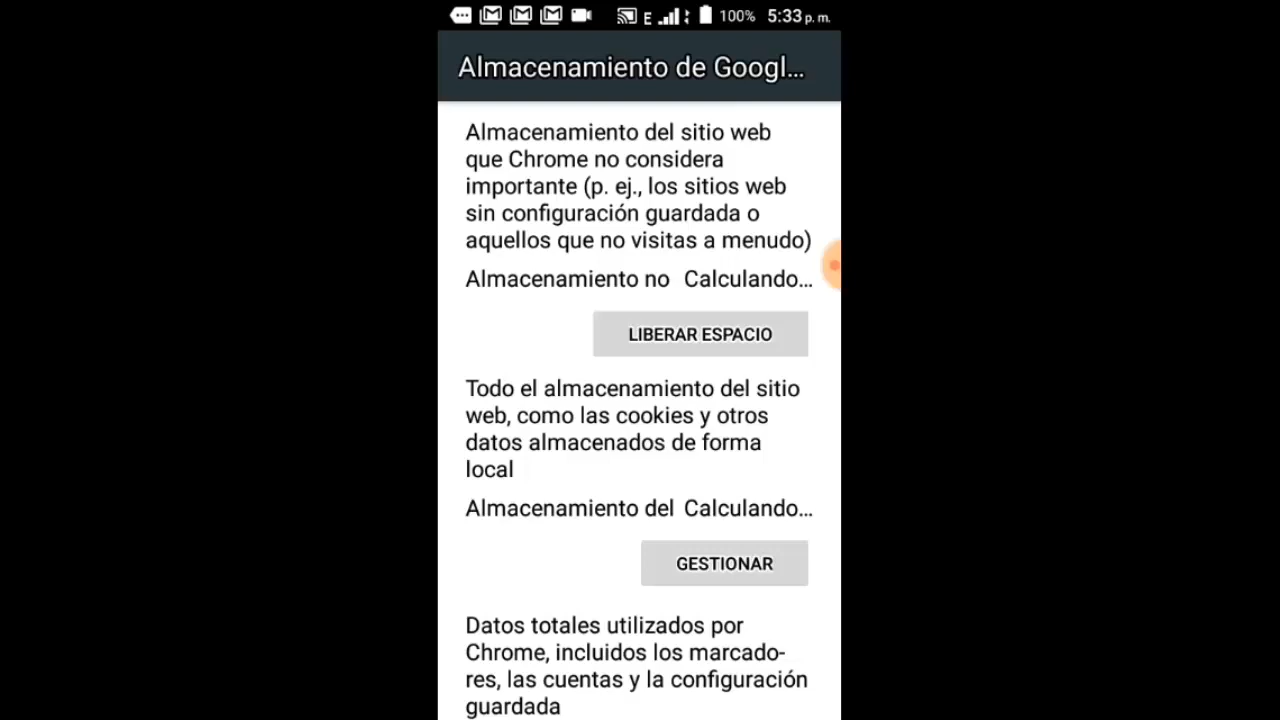 E 100% 5:33 p. m.
Almacenamiento de Googl...
Almacenamiento del sitio web
que Chrome no considera
importante (p. ej., los sitios web
sin configuración guardada o
aquellos que no visitas a menudo)
Almacenamiento no Calculando...
LIBERAR ESPACIO
Todo el almacenamiento del sitio
web, como las cookies y otros
datos almacenados de forma
local
Almacenamiento del Calculando...
GESTIONAR
Datos totales utilizados por
Chrome, incluidos los marcado-
res, las cuentas y la configuración
guardada